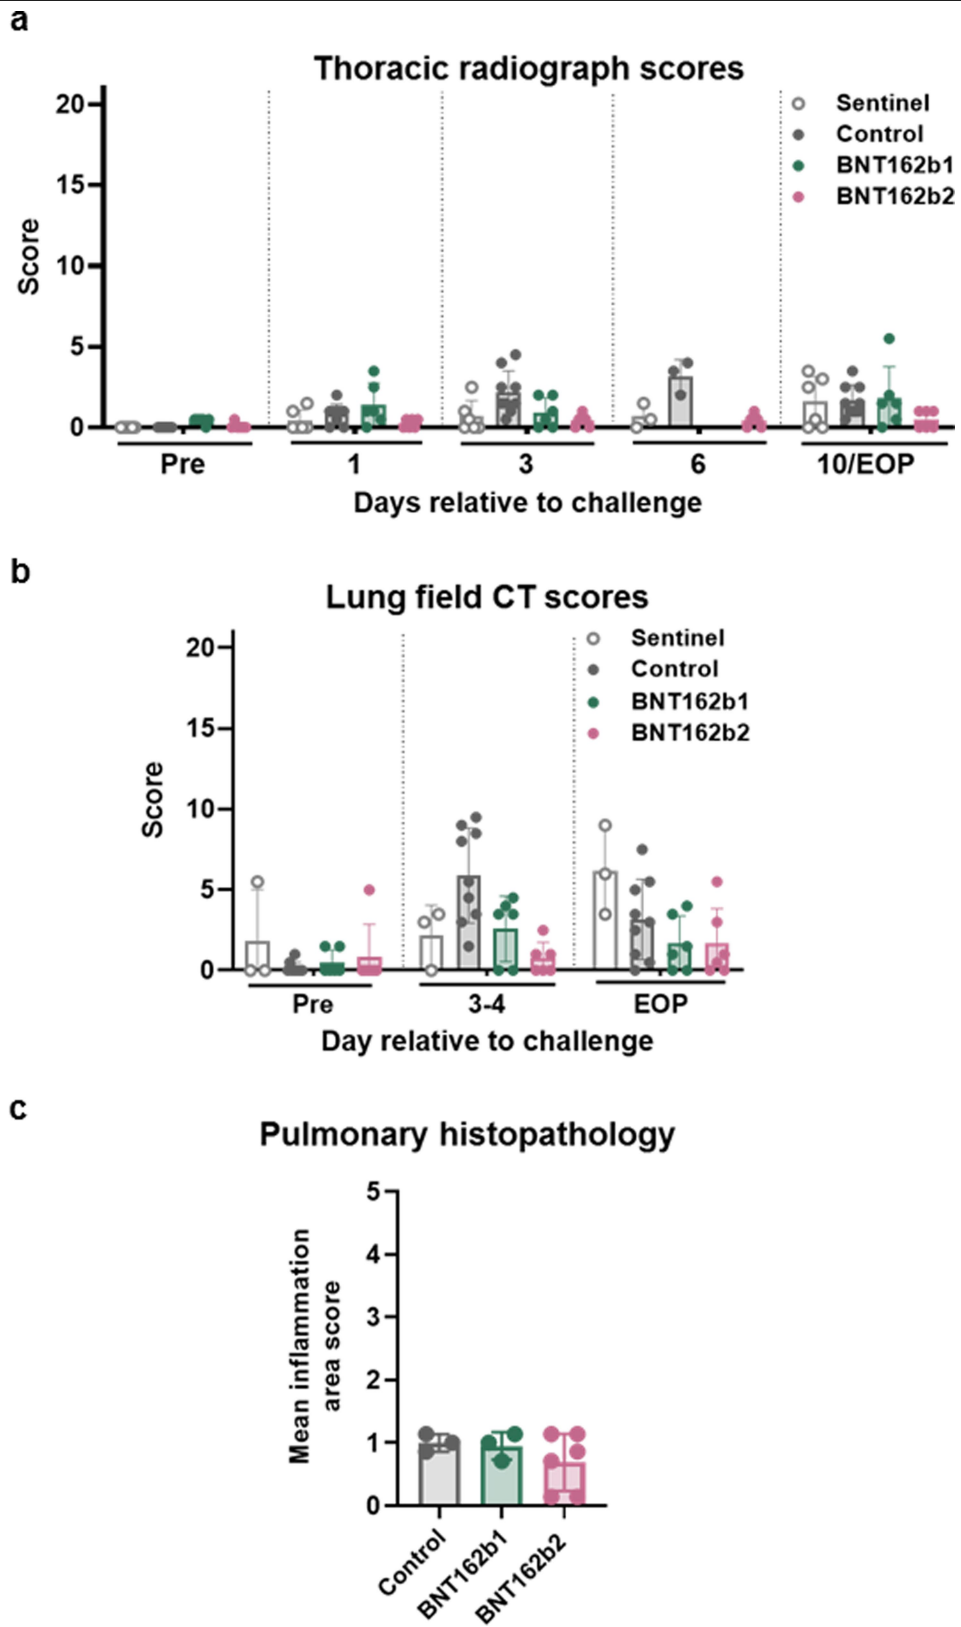 a
Thoracic radiograph scores
20
15
10
5
0
Score
Sentinel
Control
BNT162b1
BNT162b2
Pre
1
3
6
10/EOP
Days relative to challenge
b
Lung field CT scores
20
15
10
5
0
Score
Sentinel
Control
BNT162b1
BNT162b2
Pre
3-4
EOP
Day relative to challenge
c
Pulmonary histopathology
5
4
3
2
1
0
Mean inflammation
area score
Control
BNT162b1
BNT162b2